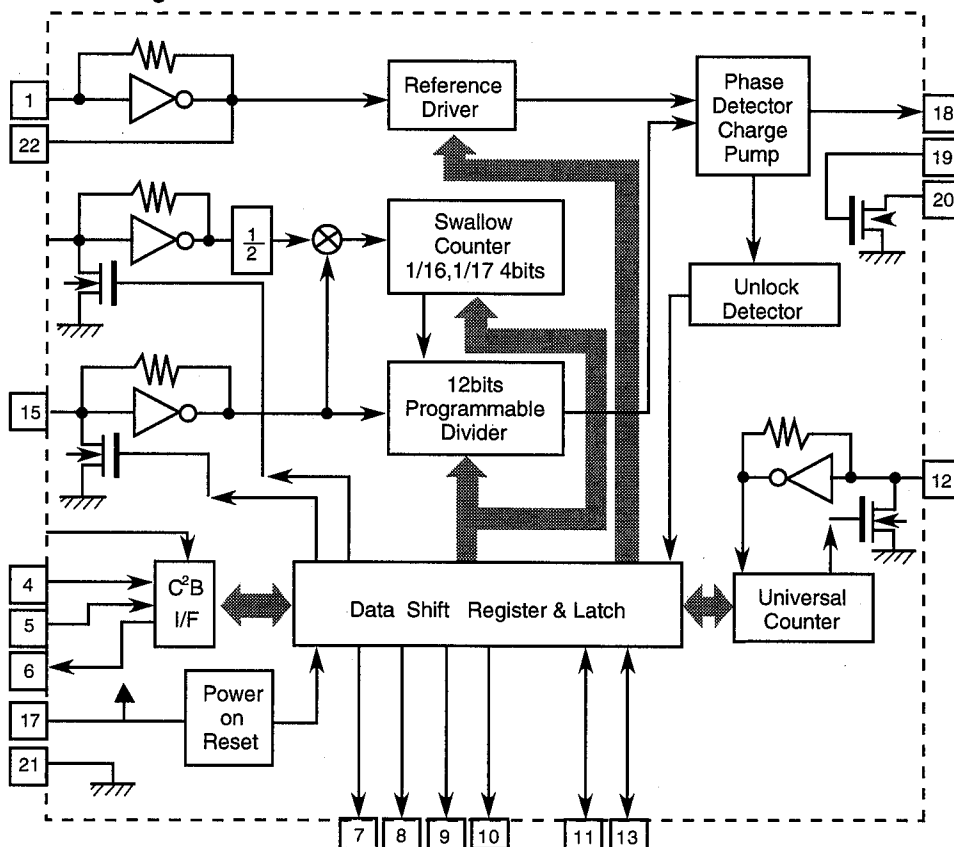 1
22
Reference
Driver
Phase
Detector
Charge
Pump
18
19
20
1
2
Swallow
Counter
1/16,1/17 4bits
Unlock
Detector
15
12bits
Programmable
Divider
12
4
5
6
17
21
C²B
I/F
Data Shift Register & Latch
Universal
Counter
Power
on
Reset
7
8
9
10
11
13